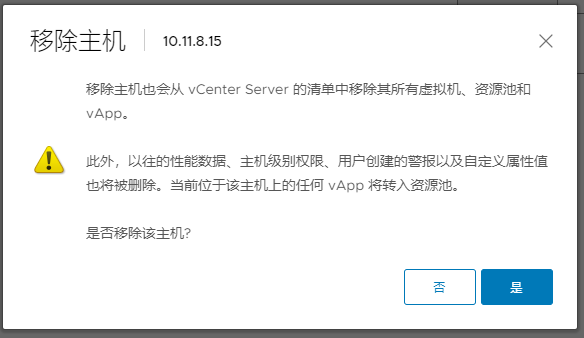 移除主机 10.11.8.15
移除主机也会从 vCenter Server 的清单中移除其所有虚拟机、资源池和
vApp。
此外，以往的性能数据、主机级别权限、用户创建的警报以及自定义属性值
也将被删除。当前位于该主机上的任何 vApp 将转入资源池。
是否移除该主机?
否 是